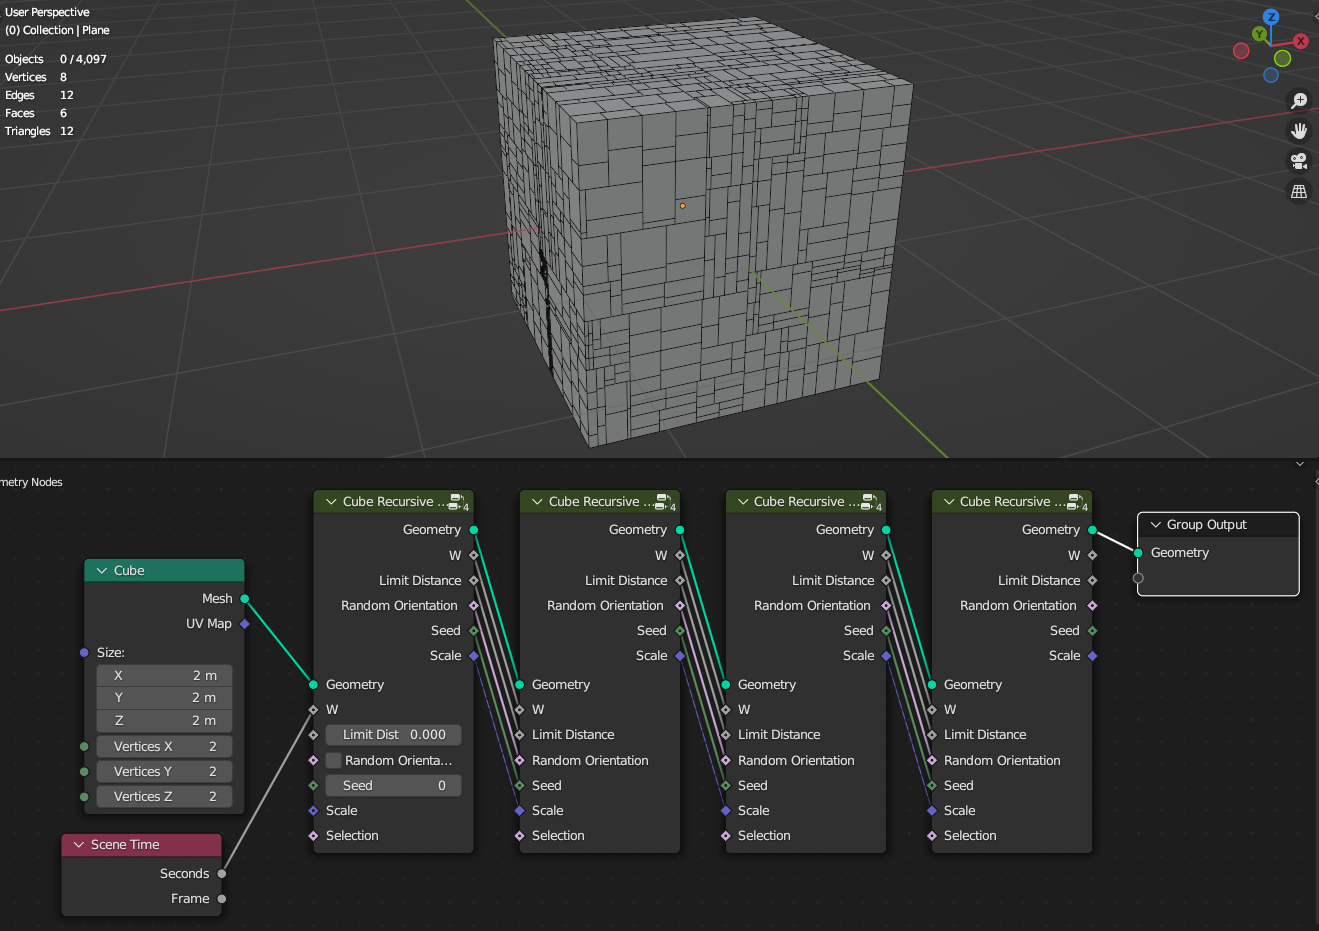 User Perspective
(0) Collection | Plane
Objects 0 / 4,097
Vertices 8
Edges 12
Faces 6
Triangles 12
Z
Y
X
metry Nodes
Cube
Mesh
UV Map
Size:
X 2 m
Y 2 m
Z 2 m
Vertices X 2
Vertices Y 2
Vertices Z 2
Scene Time
Seconds
Frame
Cube Recursive ... 4
Geometry
W
Limit Distance
Random Orientation
Seed
Scale
Geometry
W
Limit Dist 0.000
Random Orienta...
Seed 0
Scale
Selection
Cube Recursive ... 4
Geometry
W
Limit Distance
Random Orientation
Seed
Scale
Geometry
W
Limit Distance
Random Orientation
Seed
Scale
Selection
Cube Recursive ... 4
Geometry
W
Limit Distance
Random Orientation
Seed
Scale
Geometry
W
Limit Distance
Random Orientation
Seed
Scale
Selection
Cube Recursive ... 4
Geometry
W
Limit Distance
Random Orientation
Seed
Scale
Geometry
W
Limit Distance
Random Orientation
Seed
Scale
Selection
Group Output
Geometry